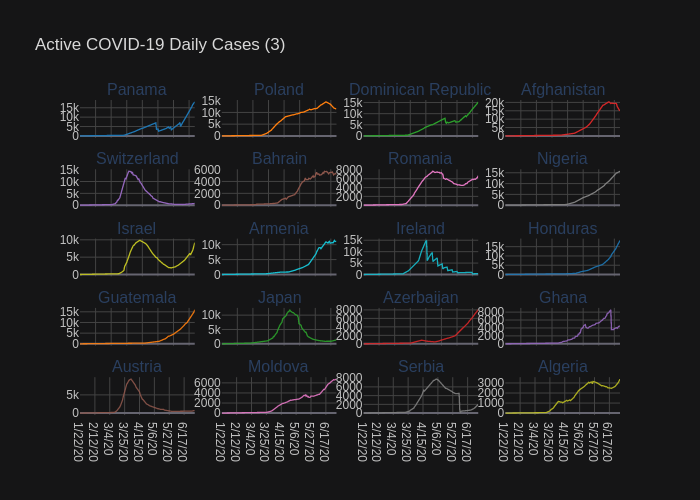 Active COVID-19 Daily Cases (3)
Panama Poland Dominican Republic Afghanistan
15k 10k 5k 0 15k 10k 5k 0 15k 10k 5k 0 20k 15k 10k 5k 0
Switzerland Bahrain Romania Nigeria
15k 10k 5k 0 6000 4000 2000 0 8000 6000 4000 2000 0 15k 10k 5k 0
Israel Armenia Ireland Honduras
10k 5k 0 10k 5k 0 15k 10k 5k 0 15k 10k 5k 0
Guatemala Japan Azerbaijan Ghana
15k 10k 5k 0 10k 5k 0 8000 6000 4000 2000 0 8000 6000 4000 2000 0
Austria Moldova Serbia Algeria
5k 0 6000 4000 2000 0 8000 6000 4000 2000 0 3000 2000 1000 0
1/22/20 2/12/20 3/4/20 3/25/20 4/15/20 5/6/20 5/27/20 6/17/20 1/22/20 2/12/20 3/4/20 3/25/20 4/15/20 5/6/20 5/27/20 6/17/20 1/22/20 2/12/20 3/4/20 3/25/20 4/15/20 5/6/20 5/27/20 6/17/20 1/22/20 2/12/20 3/4/20 3/25/20 4/15/20 5/6/20 5/27/20 6/17/20